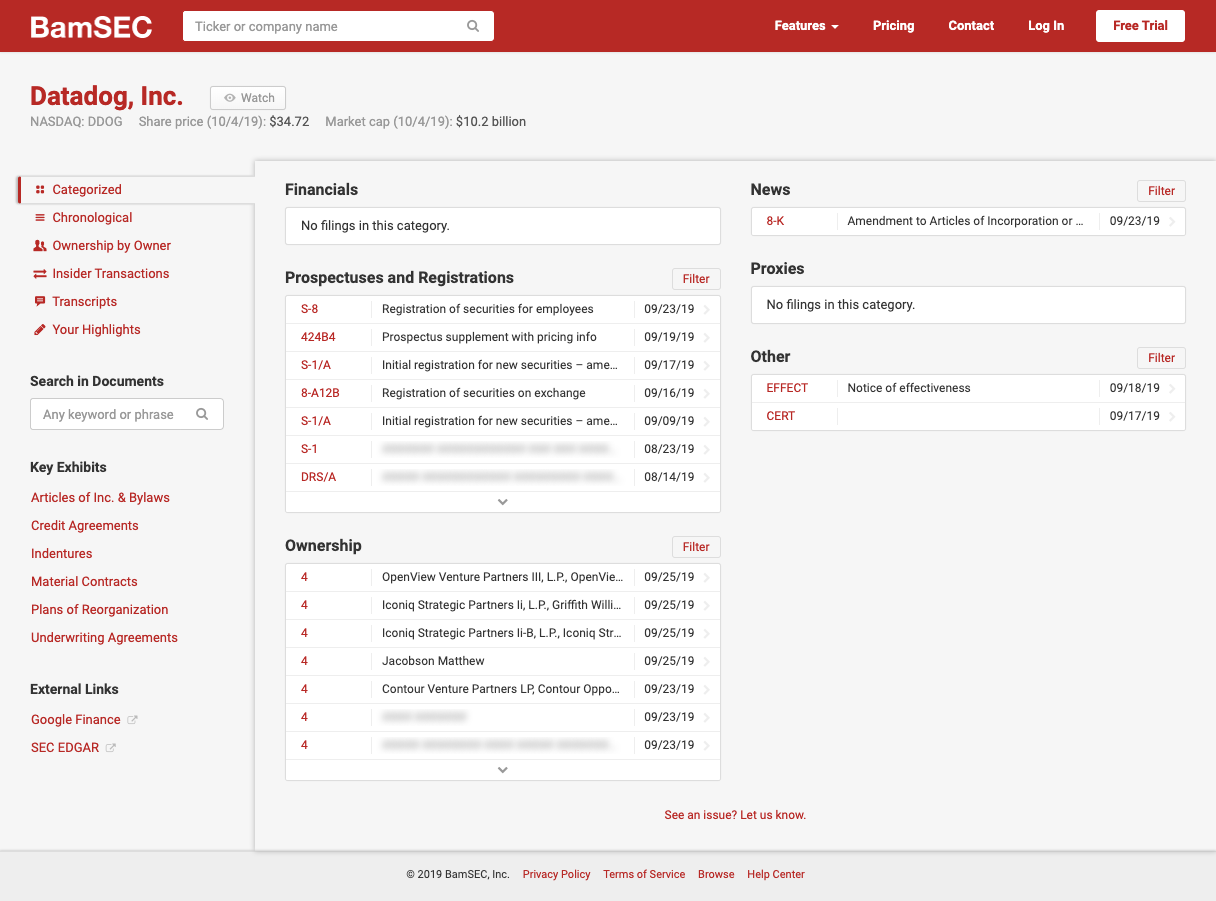 BamSEC
Ticker or company name
Features
Pricing
Contact
Log In
Free Trial
Datadog, Inc.
Watch
NASDAQ: DDOG Share price (10/4/19): $34.72 Market cap (10/4/19): $10.2 billion
Categorized
Chronological
Ownership by Owner
Insider Transactions
Transcripts
Your Highlights
Search in Documents
Any keyword or phrase
Key Exhibits
Articles of Inc. & Bylaws
Credit Agreements
Indentures
Material Contracts
Plans of Reorganization
Underwriting Agreements
External Links
Google Finance
SEC EDGAR
Financials
No filings in this category.
Prospectuses and Registrations
Filter
S-8 Registration of securities for employees 09/23/19
424B4 Prospectus supplement with pricing info 09/19/19
S-1/A Initial registration for new securities – ame... 09/17/19
8-A12B Registration of securities on exchange 09/16/19
S-1/A Initial registration for new securities – ame... 09/09/19
S-1 08/23/19
DRS/A 08/14/19
Ownership
Filter
4 OpenView Venture Partners III, L.P., OpenVie... 09/25/19
4 Iconiq Strategic Partners Ii, L.P., Griffith Willi... 09/25/19
4 Iconiq Strategic Partners Ii-B, L.P., Iconiq Str... 09/25/19
4 Jacobson Matthew 09/25/19
4 Contour Venture Partners LP, Contour Oppo... 09/23/19
4 09/23/19
4 09/23/19
News
Filter
8-K Amendment to Articles of Incorporation or ... 09/23/19
Proxies
No filings in this category.
Other
Filter
EFFECT Notice of effectiveness 09/18/19
CERT 09/17/19
See an issue? Let us know.
© 2019 BamSEC, Inc. Privacy Policy Terms of Service Browse Help Center